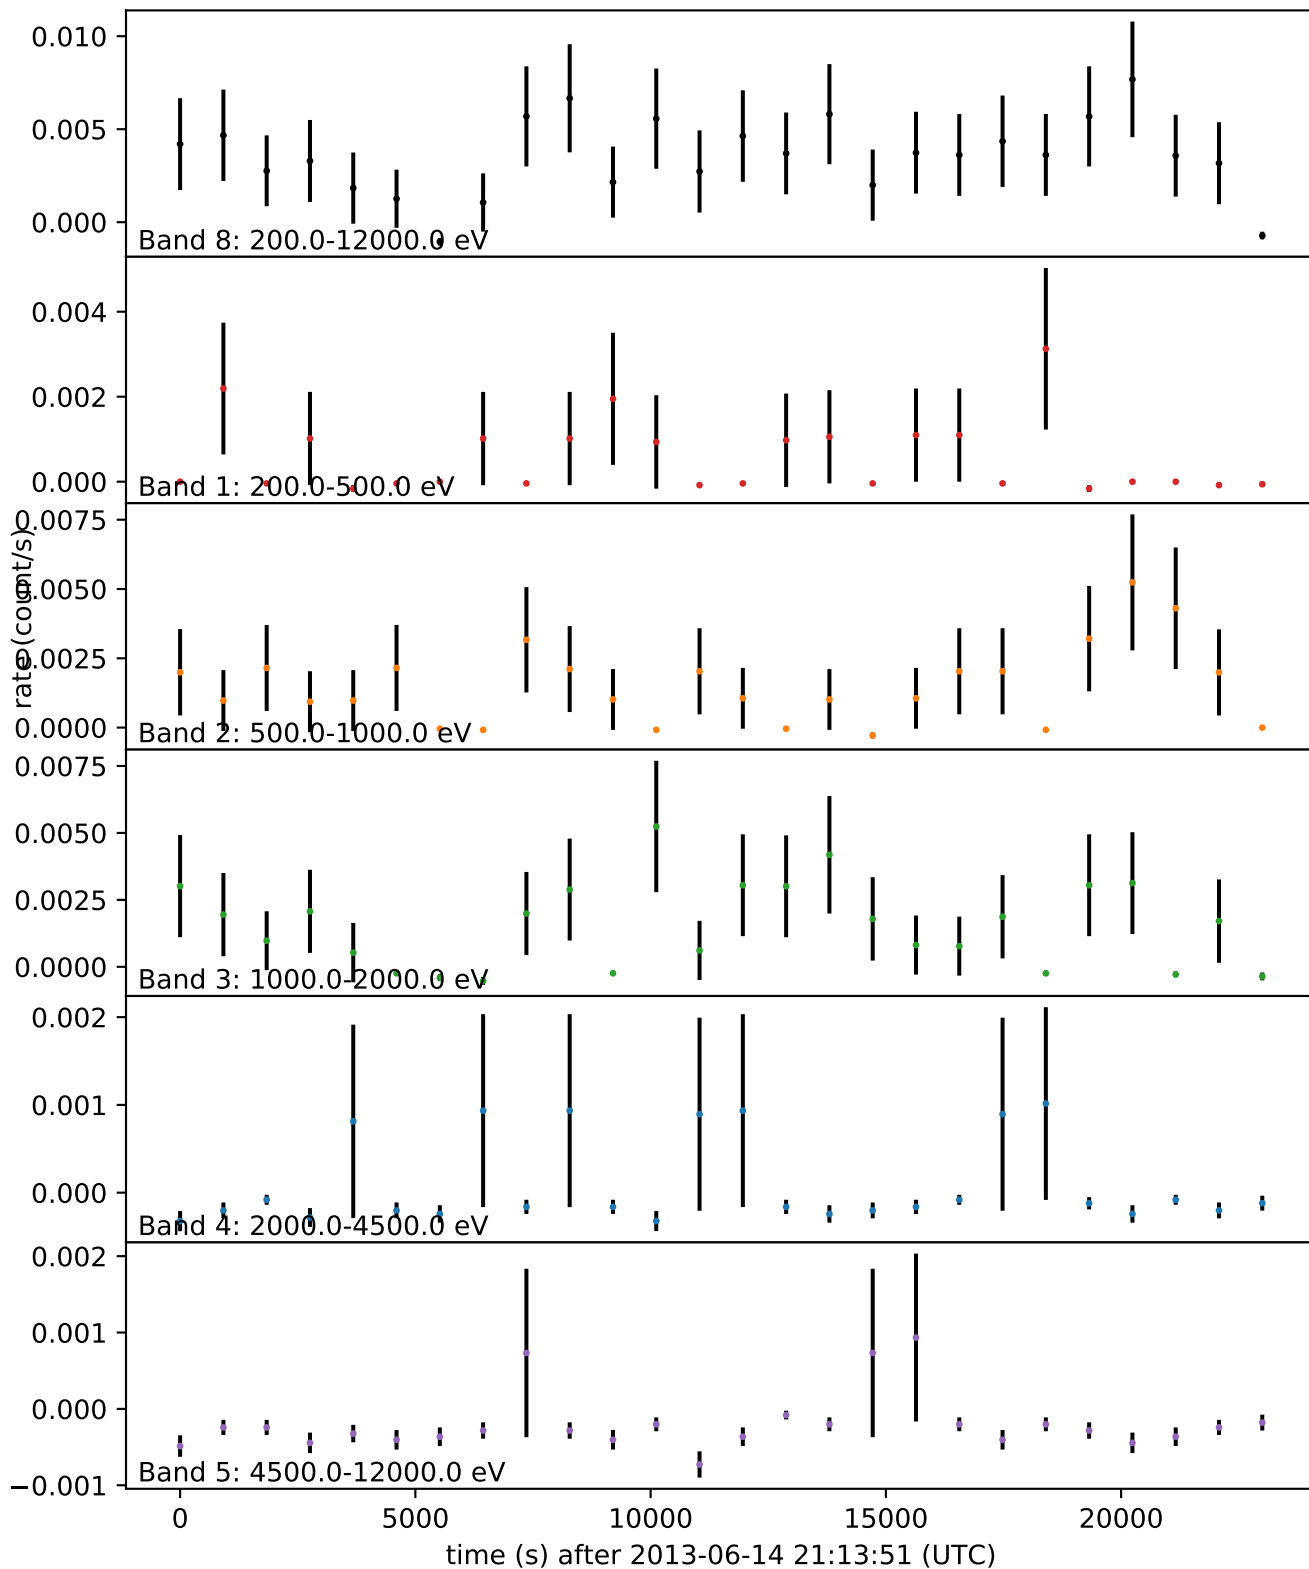 0.010
0.005
0.000
Band 8: 200.0-12000.0 eV
0.004
0.002
0.000
Band 1: 200.0-500.0 eV
rate (count/s)
0.0075
0.0050
0.0025
0.0000
Band 2: 500.0-1000.0 eV
0.0075
0.0050
0.0025
0.0000
Band 3: 1000.0-2000.0 eV
0.002
0.001
0.000
Band 4: 2000.0-4500.0 eV
0.002
0.001
0.000
−0.001
Band 5: 4500.0-12000.0 eV
0 5000 10000 15000 20000
time (s) after 2013-06-14 21:13:51 (UTC)